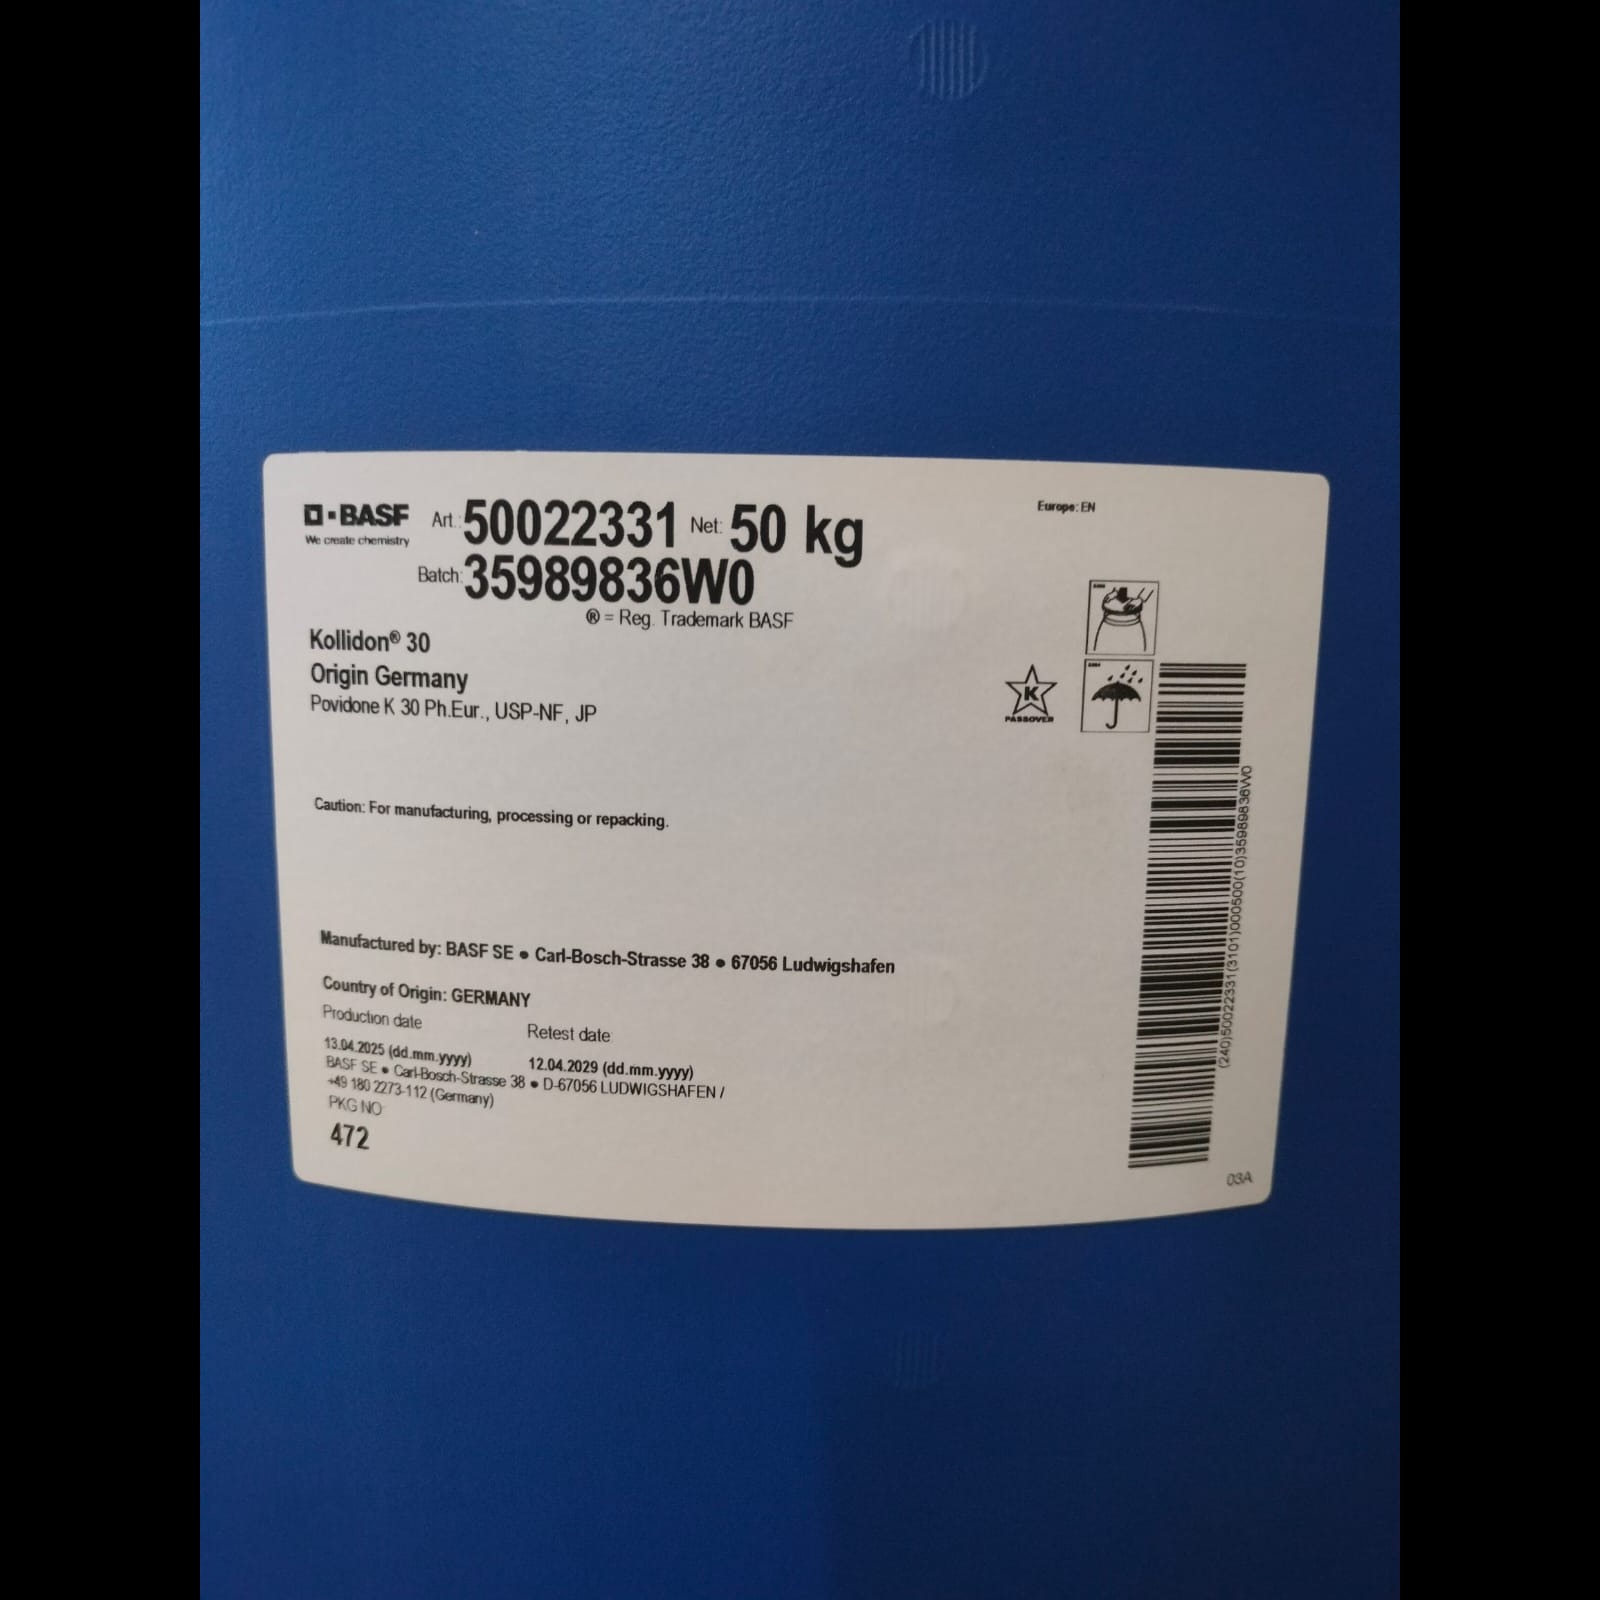 BASF
We create chemistry
Art.: 50022331 Net: 50 kg
Europe: EN
Batch: 35989836W0
® = Reg. Trademark BASF
Kollidon® 30
Origin Germany
Povidone K 30 Ph.Eur., USP-NF, JP
K
PASSOVER
Caution: For manufacturing, processing or repacking.
Manufactured by: BASF SE ● Carl-Bosch-Strasse 38 ● 67056 Ludwigshafen
Country of Origin: GERMANY
Production date
Retest date:
13.04.2025 (dd.mm.yyyy)
12.04.2029 (dd.mm.yyyy)
BASF SE ● Carl-Bosch-Strasse 38 ● D-67056 LUDWIGSHAFEN /
+49 180 2273-112 (Germany)
PKG NO
472
(240)50022331(3101)000500(10)35989836W0
03A